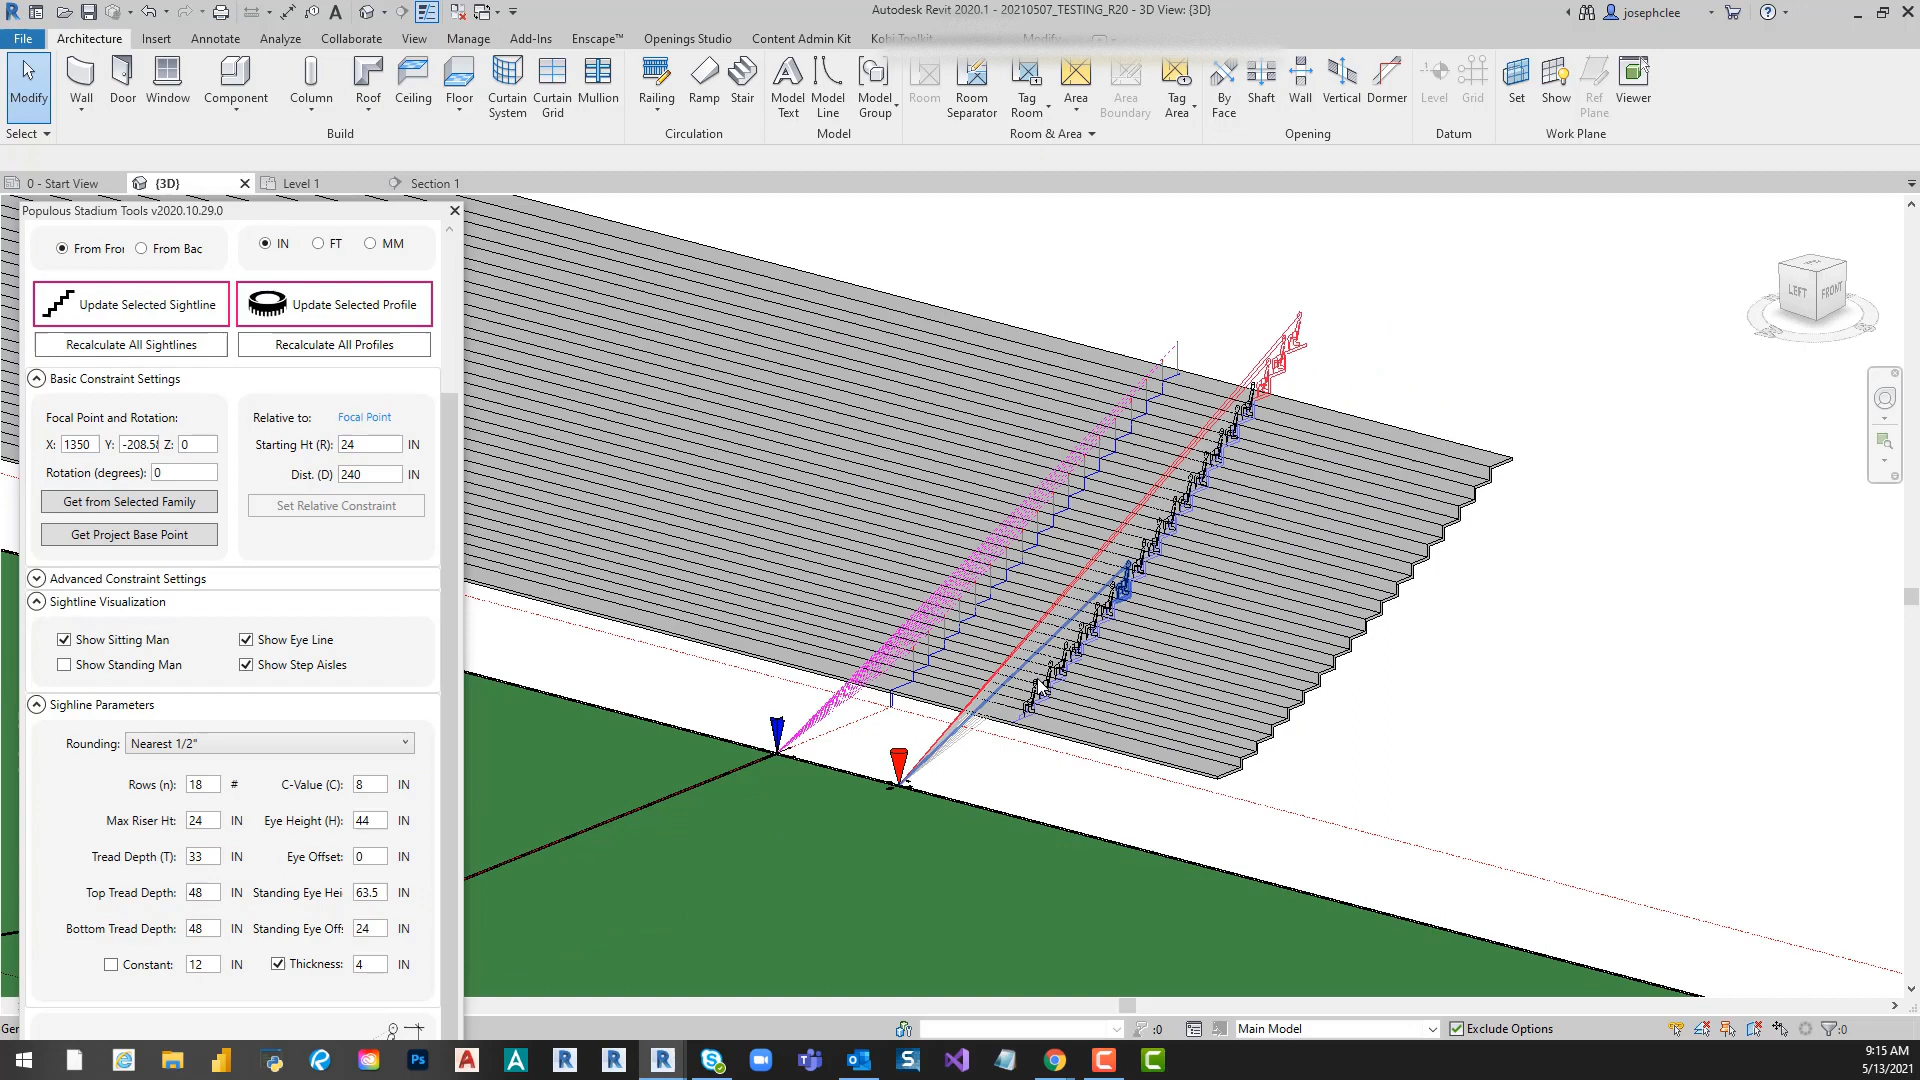 Autodesk Revit 2020.1 - 20210507_TESTING_R20 - 3D View: {3D}
josephclee
File Architecture Insert Annotate Analyze Collaborate View Manage Add-Ins Enscape™ Openings Studio Content Admin Kit Kobi Toolkit Modify
Modify Wall Door Window Component Column Roof Ceiling Floor Curtain System Curtain Grid Mullion Railing Ramp Stair Model Text Model Line Model Group Room Room Separator Tag Room Area Area Boundary Tag Area By Face Shaft Wall Vertical Dormer Level Grid Set Show Ref Plane Viewer
Select Build Circulation Model Room & Area Opening Datum Work Plane
0 - Start View {3D} Level 1 Section 1
Populous Stadium Tools v2020.10.29.0
From Fror From Bac IN FT MM
Update Selected Sightline Update Selected Profile
Recalculate All Sightlines Recalculate All Profiles
Basic Constraint Settings
Focal Point and Rotation: Relative to: Focal Point
X: 1350 Y: -208.58 Z: 0 Starting Ht (R): 24 IN
Rotation (degrees): 0 Dist. (D) 240 IN
Get from Selected Family Set Relative Constraint
Get Project Base Point
Advanced Constraint Settings
Sightline Visualization
Show Sitting Man Show Eye Line
Show Standing Man Show Step Aisles
Sighline Parameters
Rounding: Nearest 1/2"
Rows (n): 18 # C-Value (C): 8 IN
Max Riser Ht: 24 IN Eye Height (H): 44 IN
Tread Depth (T): 33 IN Eye Offset: 0 IN
Top Tread Depth: 48 IN Standing Eye Hei 63.5 IN
Bottom Tread Depth: 48 IN Standing Eye Off: 24 IN
Constant: 12 IN Thickness: 4 IN
LEFT FRONT
Ger :0 Main Model Exclude Options :0
9:15 AM
5/13/2021